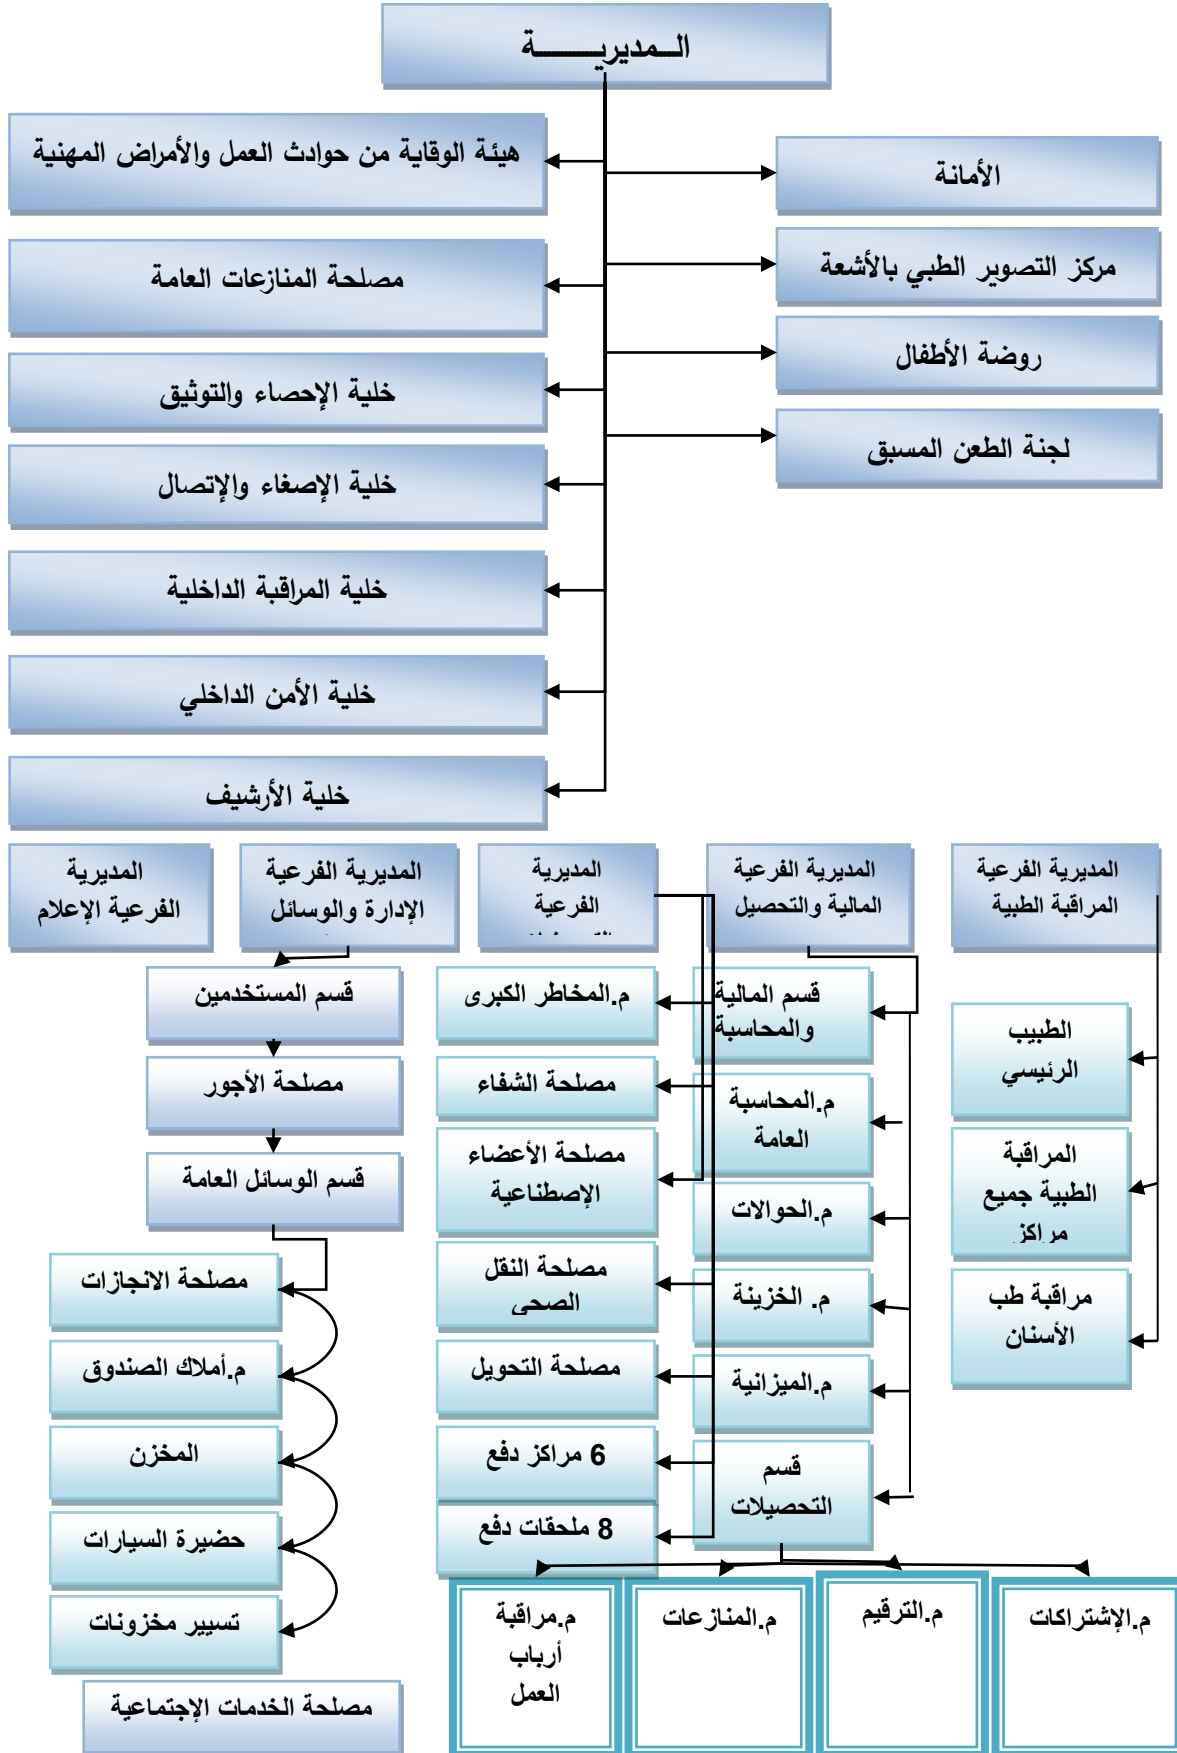 الـــمديريـــــــــة
هيئة الوقاية من حوادث العمل والأمراض المهنية
الأمانة
مصلحة المنازعات العامة
مركز التصوير الطبي بالأشعة
خلية الإحصاء والتوثيق
روضة الأطفال
خلية الإصغاء والإتصال
لجنة الطعن المسبق
خلية المراقبة الداخلية
خلية الأمن الداخلي
خلية الأرشيف
المديرية الفرعية
المراقبة الطبية
المديرية الفرعية
المالية والتحصيل
المديرية
الفرعية
المديرية الفرعية
الإدارة والوسائل
المديرية
الفرعية الإعلام
الطبيب
الرئيسي
المراقبة
الطبية جميع
مراكز
مراقبة طب
الأسنان
قسم المالية
والمحاسبة
م.المحاسبة
العامة
م.الحوالات
م. الخزينة
م.الميزانية
قسم
التحصيلات
م.الإشتراكات
م.الترقيم
م.المنازعات
م.مراقبة
أرباب
العمل
م.المخاطر الكبرى
مصلحة الشفاء
مصلحة الأعضاء
الإصطناعية
مصلحة النقل
الصحي
مصلحة التحويل
6 مراكز دفع
8 ملحقات دفع
قسم المستخدمين
مصلحة الأجور
قسم الوسائل العامة
مصلحة الانجازات
م.أملاك الصندوق
المخزن
حضيرة السيارات
تسيير مخزونات
مصلحة الخدمات الإجتماعية